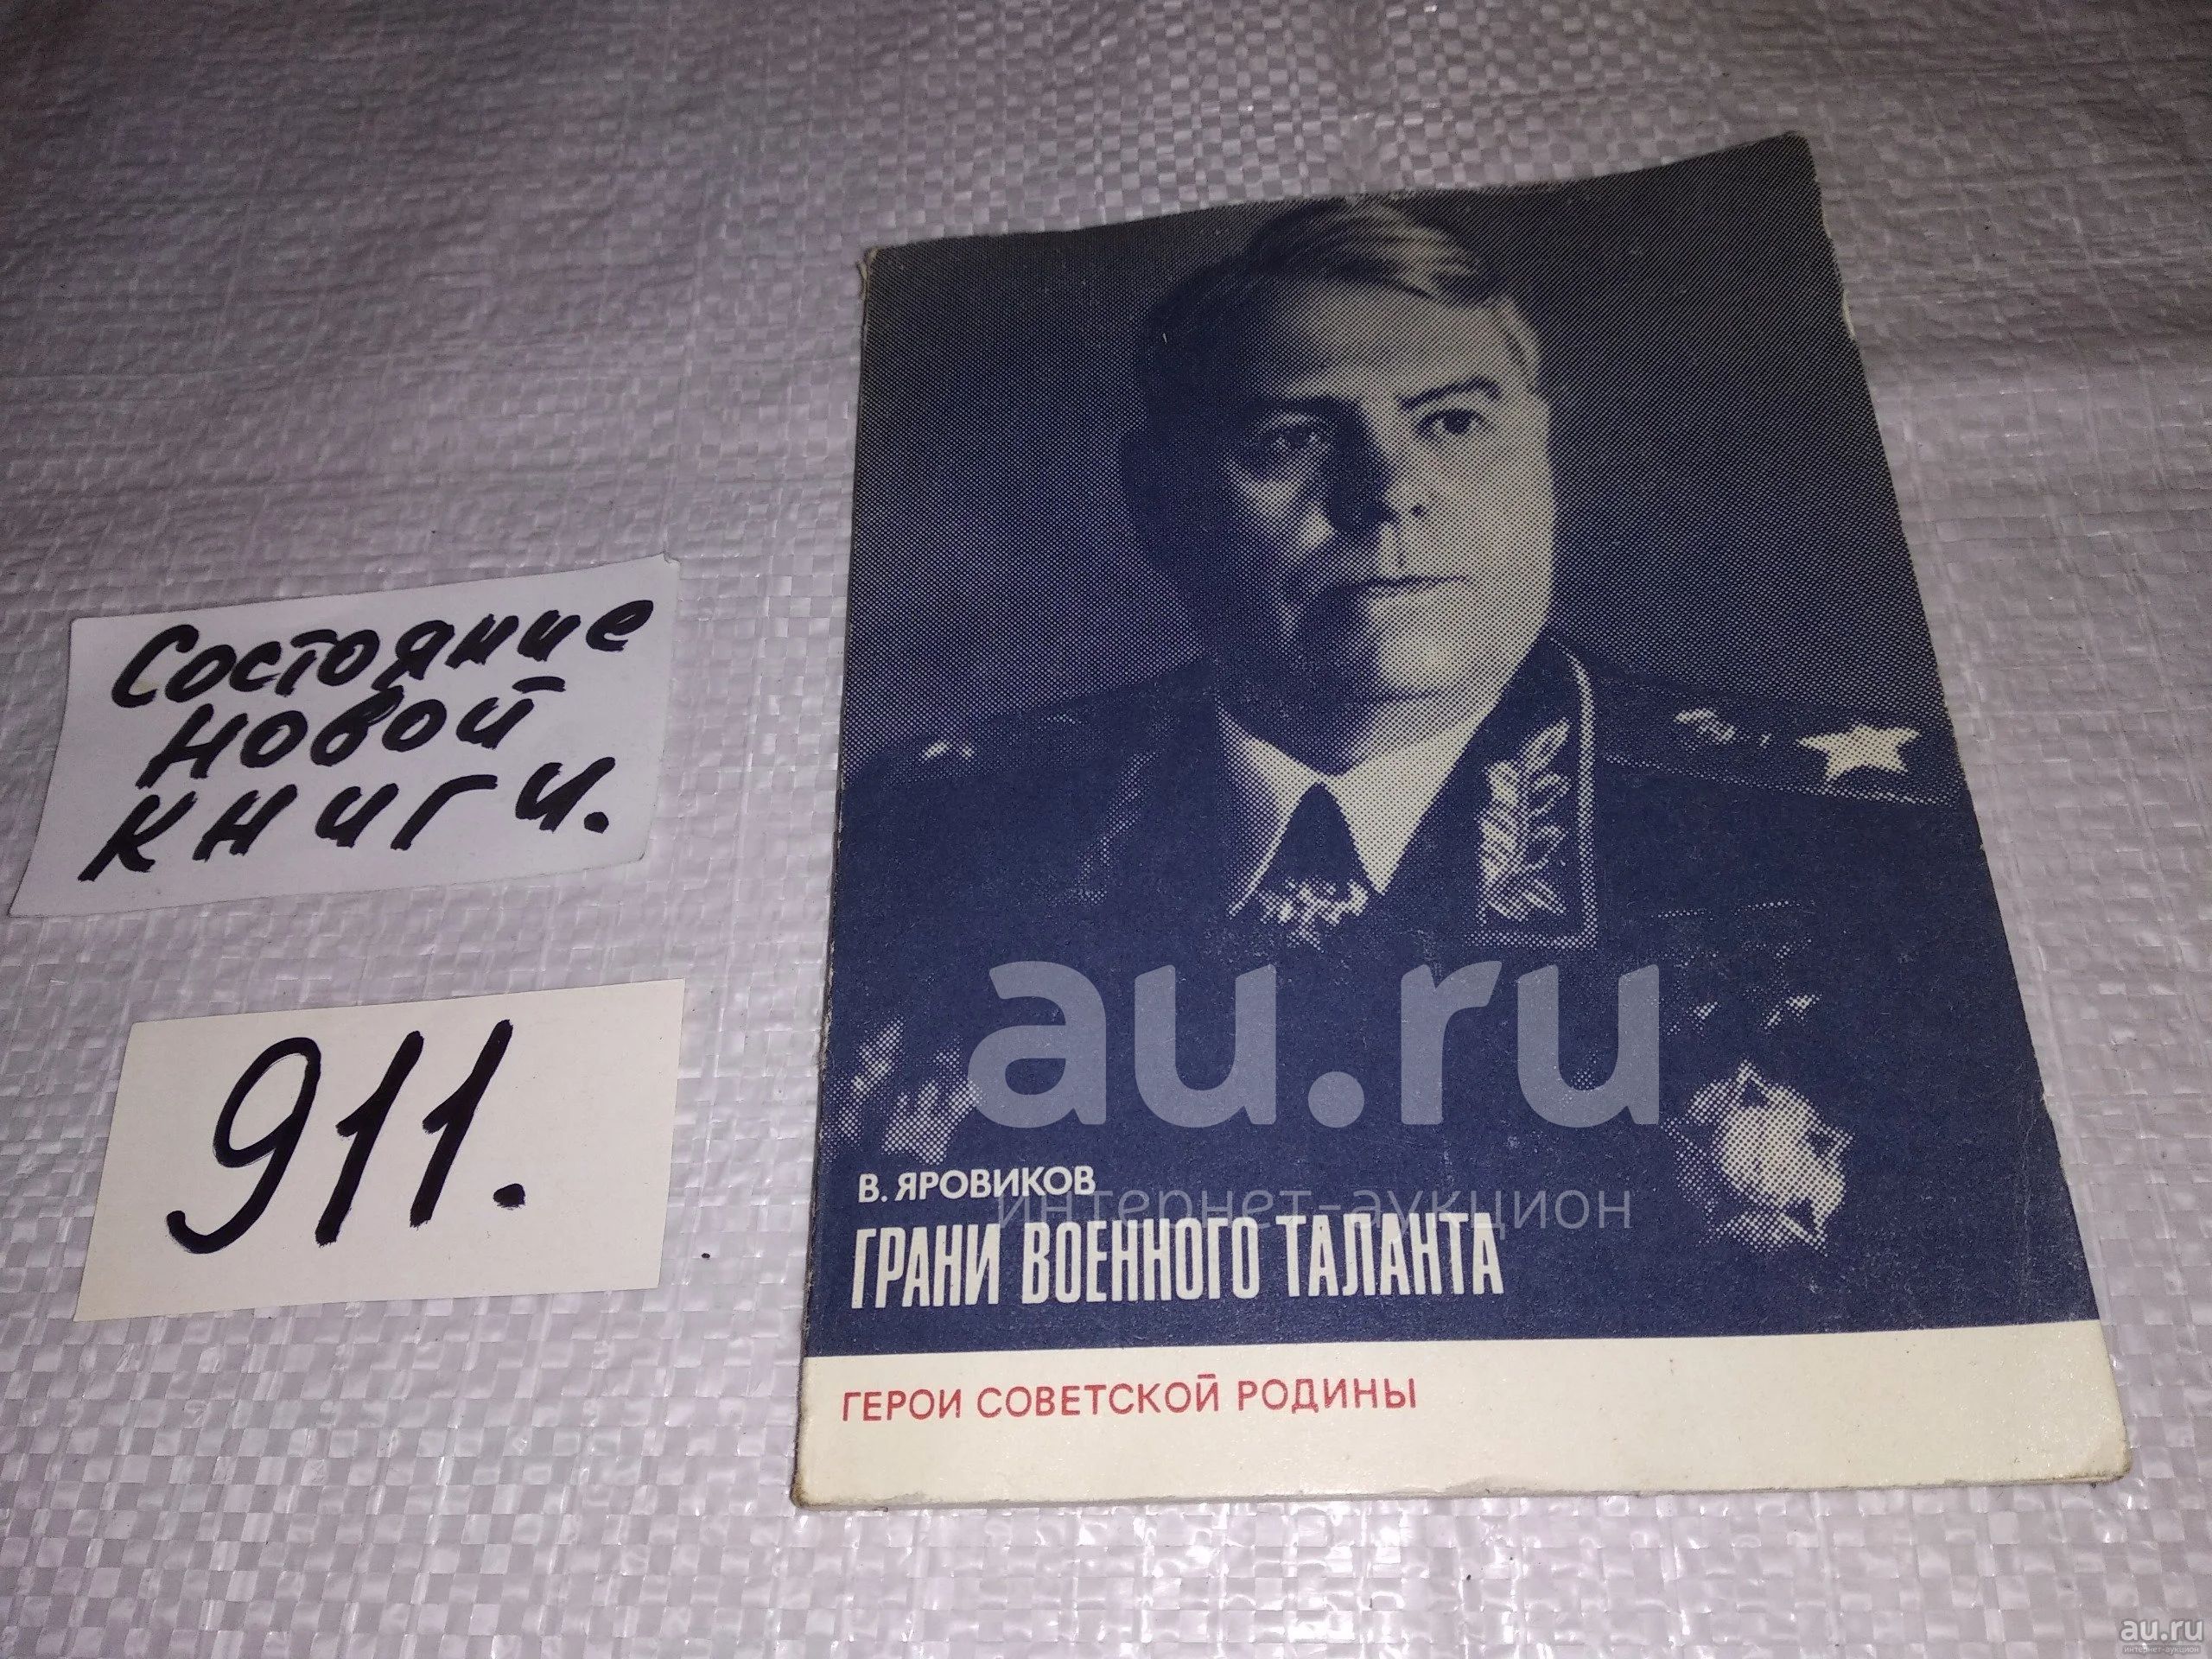 Состояние
новой
книги.
911.
В. ЯРОВИКОВ
ГРАНИ ВОЕННОГО ТАЛАНТА
ГЕРОИ СОВЕТСКОЙ РОДИНЫ
au.ru
интернет-аукцион
au.ru
интернет-аукцион